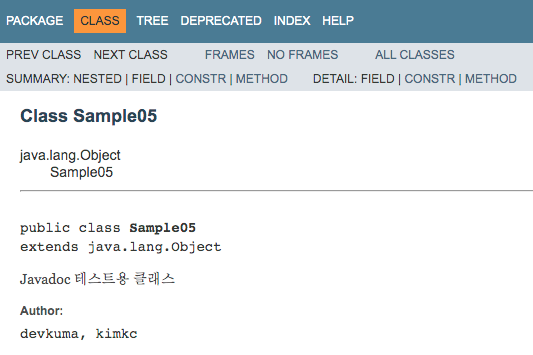 PACKAGE CLASS TREE DEPRECATED INDEX HELP
PREV CLASS NEXT CLASS FRAMES NO FRAMES ALL CLASSES
SUMMARY: NESTED | FIELD | CONSTR | METHOD DETAIL: FIELD | CONSTR | METHOD
Class Sample05
java.lang.Object
Sample05
public class Sample05
extends java.lang.Object
Javadoc 테스트용 클래스
Author:
devkuma, kimkc